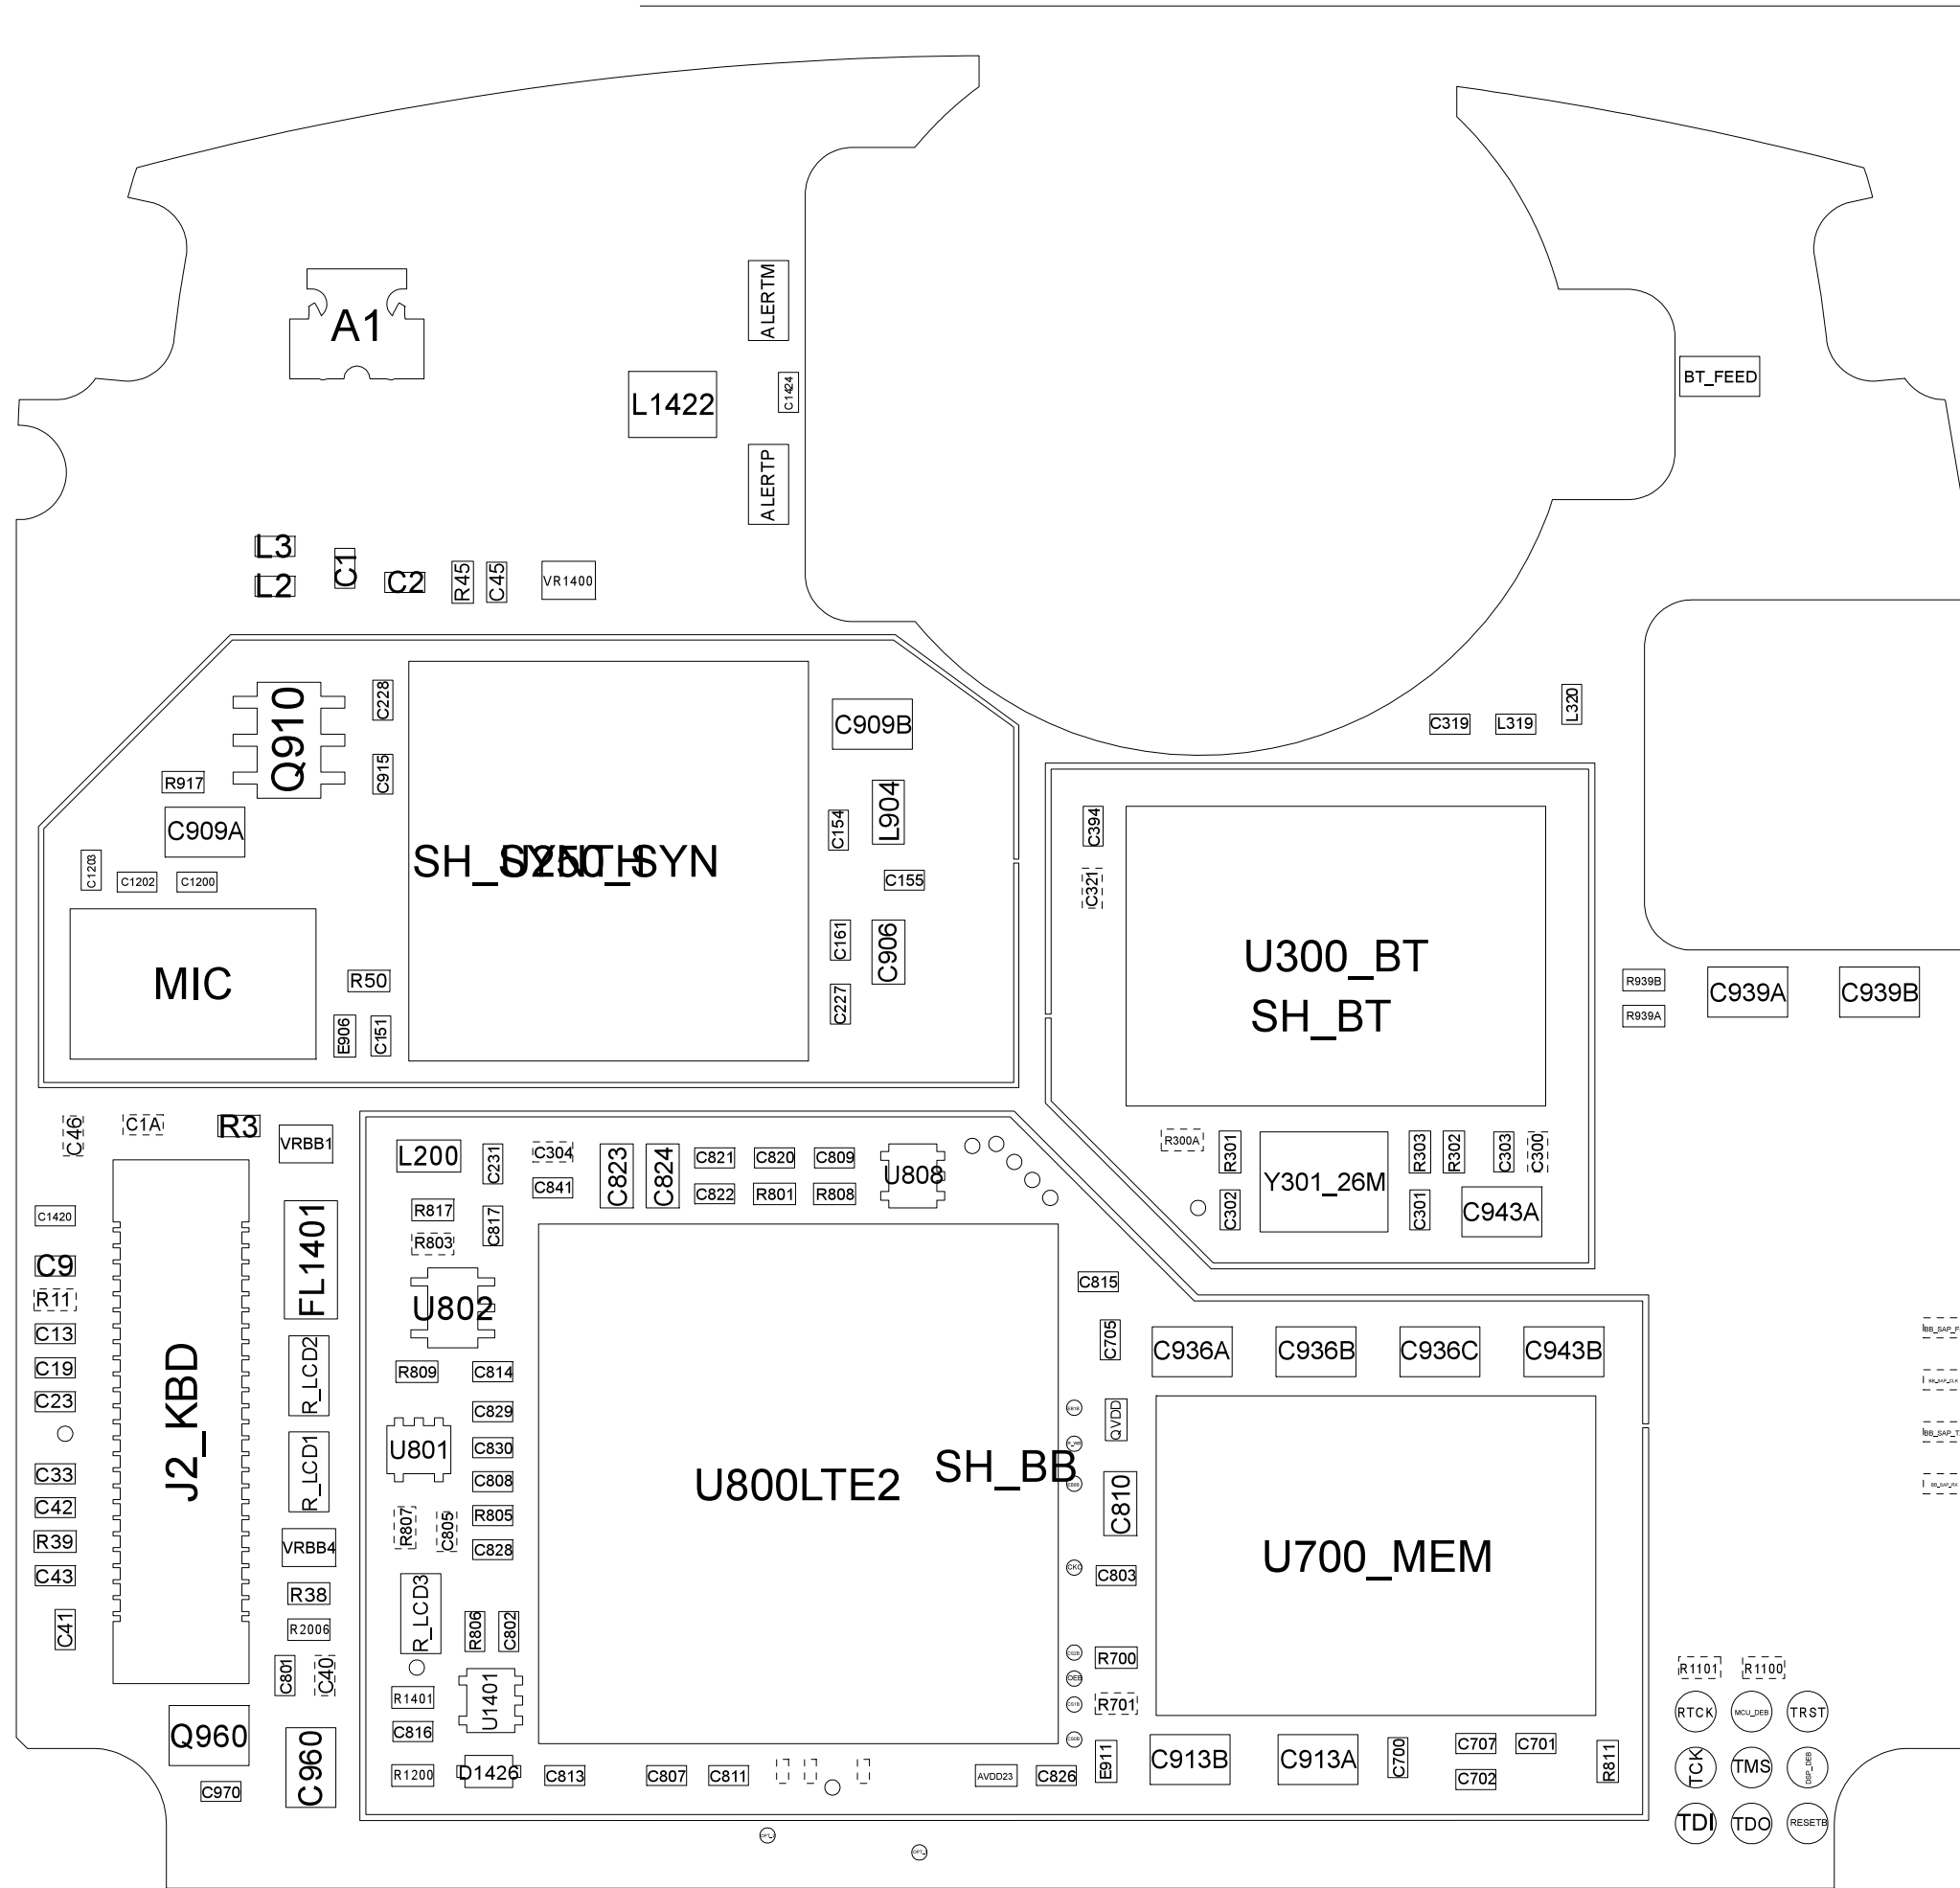 A1
ALERTM
L1422
C1424
BT_FEED
ALERTP
L3
L2
C1
C2
R45
C45
VR1400
Q910
C228
C915
R917
C909A
C909B
L904
C154
C155
SH_SYNTH
U250_SYN
C1203
C1202
C1200
MIC
R50
E906
C151
C161
C906
C227
C319
L319
L320
C394
C321
U300_BT
SH_BT
R939B
R939A
C939A
C939B
R300A
R301
C302
Y301_26M
R303
R302
C303
C300
C301
C943A
C46
C1A
R3
VRBB1
L200
C231
C304
C841
C823
C824
C821
C820
C809
C822
R801
R808
U808
C1420
R817
R803
C817
FL1401
C9
R11
C13
C19
C23
C33
C42
R39
C43
C41
J2_KBD
R_LCD2
R_LCD1
VRBB4
R38
R2006
C801
C40
Q960
C960
C970
U802
R809
C814
C829
U801
C830
C808
R807
C805
R805
C828
R_LCD3
R806
C802
R1401
U1401
C816
R1200
D1426
C813
C807
C811
AVDD23
C826
U800LTE2
SH_BB
C815
C705
C936A
C936B
C936C
C943B
QVDD
C810
CKO
C803
U700_MEM
R700
OEB
R701
E911
C913B
C913A
C700
C707
C701
C702
R811
BB_SAP_CLK
BB_SAP_RX
R1101
R1100
RTCK
MCU_DEB
TRST
TCK
TMS
DSP_DEB
TDI
TDO
RESETB